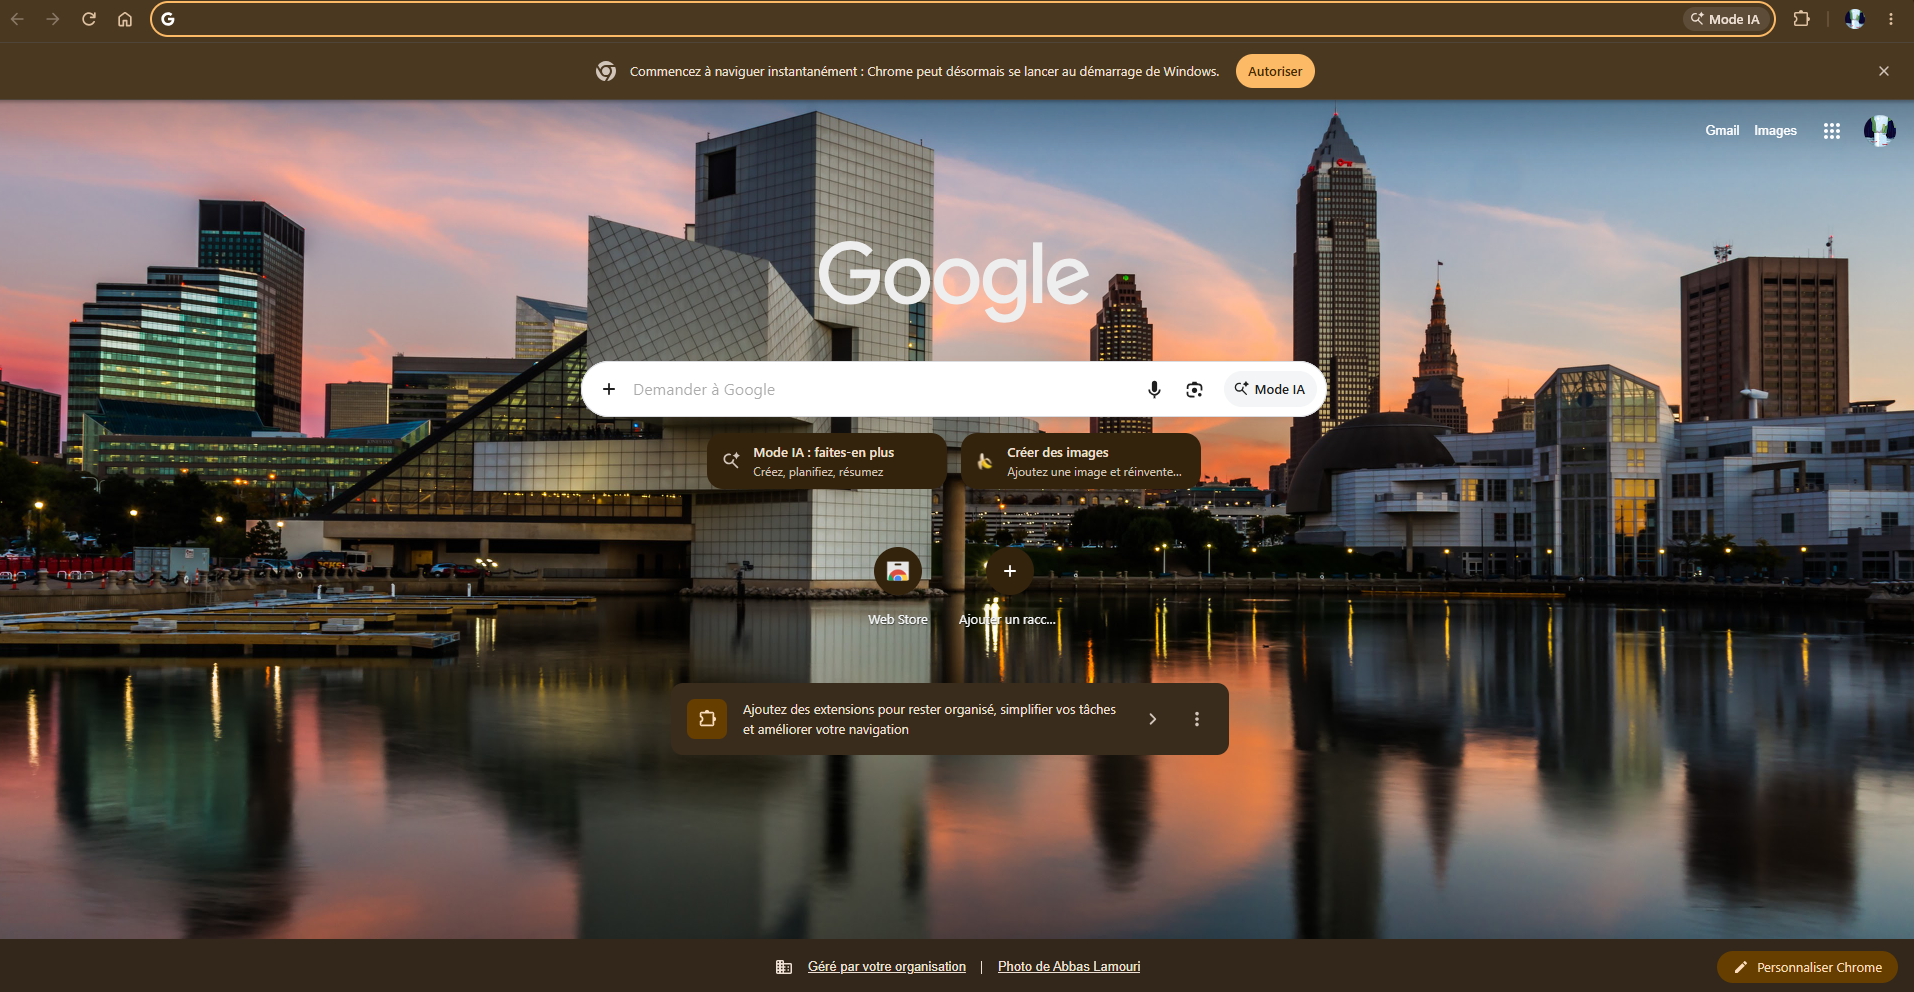 Mode IA
Commencez à naviguer instantanément : Chrome peut désormais se lancer au démarrage de Windows.
Autoriser
Gmail
Images
Google
Demander à Google
Mode IA
Mode IA : faites-en plus
Créez, planifiez, résumez
Créer des images
Ajoutez une image et réinvente...
Web Store
Ajouter un racc...
Ajoutez des extensions pour rester organisé, simplifier vos tâches
et améliorer votre navigation
Géré par votre organisation | Photo de Abbas Lamouri
Personnaliser Chrome